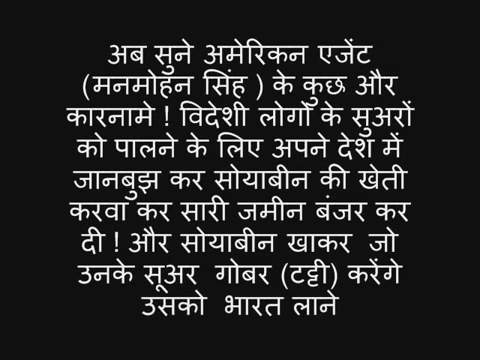 अब सुने अमेरिकन एजेंट
(मनमोहन सिंह ) के कुछ और
कारनामे ! विदेशी लोगों के सुअरों
को पालने के लिए अपने देश में
जानबुझ कर सोयाबीन की खेती
करवा कर सारी जमीन बंजर कर
दी ! और सोयाबीन खाकर  जो
उनके सूअर  गोबर (टट्टी) करेंगे
उसको  भारत लाने